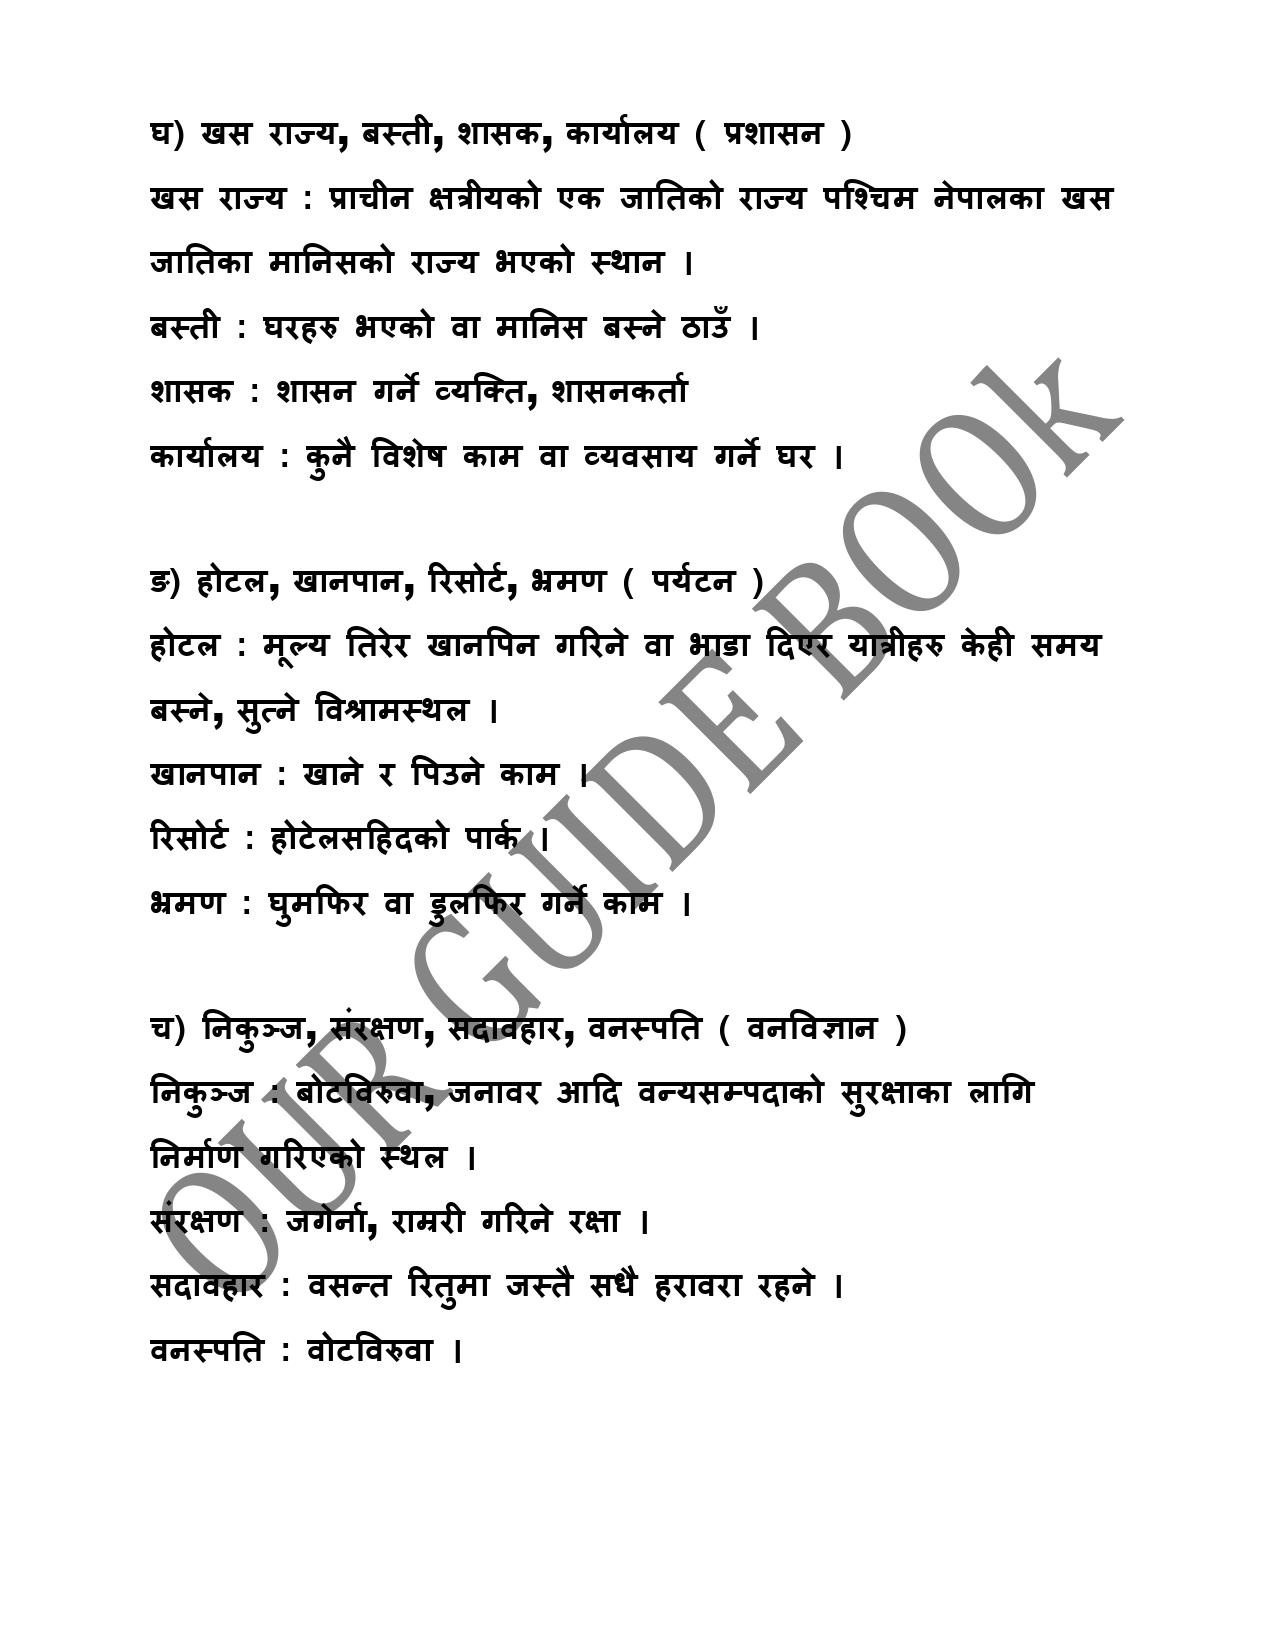 घ) खस राज्य, बस्ती, शासक, कार्यालय ( प्रशासन )
खस राज्य : प्राचीन क्षत्रीयको एक जातिको राज्य पश्चिम नेपालका खस
जातिका मानिसको राज्य भएको स्थान ।
बस्ती : घरहरु भएको वा मानिस बस्ने ठाउँ ।
शासक : शासन गर्ने व्यक्ति, शासनकर्ता
कार्यालय : कुनै विशेष काम वा व्यवसाय गर्ने घर ।
ङ) होटल, खानपान, रिसोर्ट, भ्रमण ( पर्यटन )
होटल : मूल्य तिरेर खानपिन गरिने वा भाडा दिएर यात्रीहरु केही समय
बस्ने, सुत्ने विश्रामस्थल ।
खानपान : खाने र पिउने काम ।
रिसोर्ट : होटेलसहिदको पार्क ।
भ्रमण : घुमफिर वा डुलफिर गर्ने काम ।
च) निकुञ्ज, संरक्षण, सदावहार, वनस्पति ( वनविज्ञान )
निकुञ्ज : बोटविरुवा, जनावर आदि वन्यसम्पदाको सुरक्षाका लागि
निर्माण गरिएको स्थल ।
संरक्षण : जगेर्ना, राम्ररी गरिने रक्षा ।
सदावहार : वसन्त रितुमा जस्तै सधै हरावरा रहने ।
वनस्पति : वोटविरुवा ।
OUR GUIDE BOOk